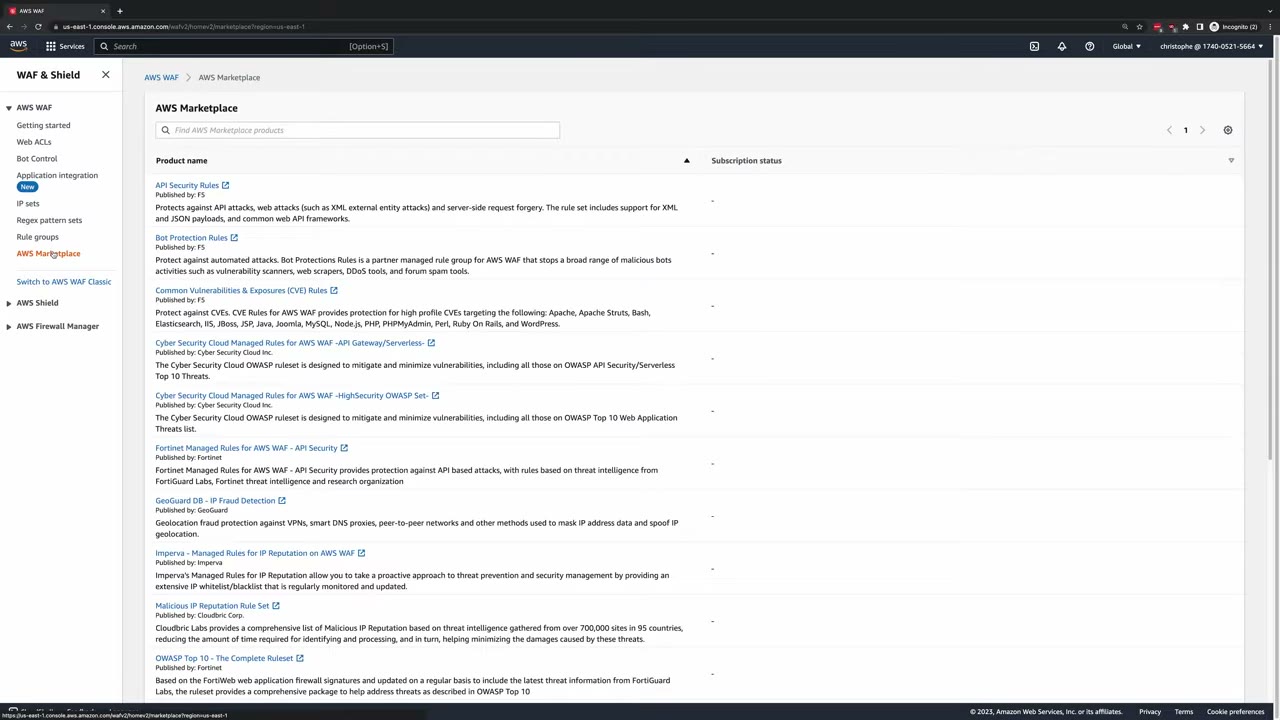 AWS WAF
us-east-1.console.aws.amazon.com/wafv2/homev2/marketplace?region=us-east-1
Incognito (2)
aws
Services
Search
[Option+S]
Global
christophe @ 1740-0521-5664
WAF & Shield
AWS WAF
Getting started
Web ACLs
Bot Control
Application integration
New
IP sets
Regex pattern sets
Rule groups
AWS Marketplace
Switch to AWS WAF Classic
AWS Shield
AWS Firewall Manager
AWS WAF
AWS Marketplace
AWS Marketplace
Find AWS Marketplace products
1
Product name
Subscription status
API Security Rules
Published by: F5
Protects against API attacks, web attacks (such as XML external entity attacks) and server-side request forgery. The rule set includes support for XML
and JSON payloads, and common web API frameworks.
-
Bot Protection Rules
Published by: F5
Protect against automated attacks. Bot Protections Rules is a partner managed rule group for AWS WAF that stops a broad range of malicious bots
activities such as vulnerability scanners, web scrapers, DDoS tools, and forum spam tools.
-
Common Vulnerabilities & Exposures (CVE) Rules
Published by: F5
Protect against CVEs. CVE Rules for AWS WAF provides protection for high profile CVEs targeting the following: Apache, Apache Struts, Bash,
Elasticsearch, IIS, JBoss, JSP, Java, Joomla, MySQL, Node.js, PHP, PHPMyAdmin, Perl, Ruby On Rails, and WordPress.
-
Cyber Security Cloud Managed Rules for AWS WAF -API Gateway/Serverless-
Published by: Cyber Security Cloud Inc.
The Cyber Security Cloud OWASP ruleset is designed to mitigate and minimize vulnerabilities, including all those on OWASP API Security/Serverless
Top 10 Threats.
-
Cyber Security Cloud Managed Rules for AWS WAF -HighSecurity OWASP Set-
Published by: Cyber Security Cloud Inc.
The Cyber Security Cloud OWASP ruleset is designed to mitigate and minimize vulnerabilities, including all those on OWASP Top 10 Web Application
Threats list.
-
Fortinet Managed Rules for AWS WAF - API Security
Published by: Fortinet
Fortinet Managed Rules for AWS WAF - API Security provides protection against API based attacks, with rules based on threat intelligence from
FortiGuard Labs, Fortinet threat intelligence and research organization
-
GeoGuard DB - IP Fraud Detection
Published by: GeoGuard
Geolocation fraud protection against VPNs, smart DNS proxies, peer-to-peer networks and other methods used to mask IP address data and spoof IP
geolocation.
-
Imperva - Managed Rules for IP Reputation on AWS WAF
Published by: Imperva
Imperva's Managed Rules for IP Reputation allow you to take a proactive approach to threat prevention and security management by providing an
extensive IP whitelist/blacklist that is regularly monitored and updated.
-
Malicious IP Reputation Rule Set
Published by: Cloudbric Corp.
Cloudbric Labs provides a comprehensive list of Malicious IP Reputation based on threat intelligence gathered from over 700,000 sites in 95 countries,
reducing the amount of time required for identifying and processing, and in turn, helping minimizing the damages caused by these threats.
-
OWASP Top 10 - The Complete Ruleset
Published by: Fortinet
Based on the FortiWeb web application firewall signatures and updated on a regular basis to include the latest threat information from FortiGuard
Labs, the ruleset provides a comprehensive package to help address threats as described in OWASP Top 10
-
https://us-east-1.console.aws.amazon.com/wafv2/homev2/marketplace?region=us-east-1
© 2023, Amazon Web Services, Inc. or its affiliates.
Privacy
Terms
Cookie preferences